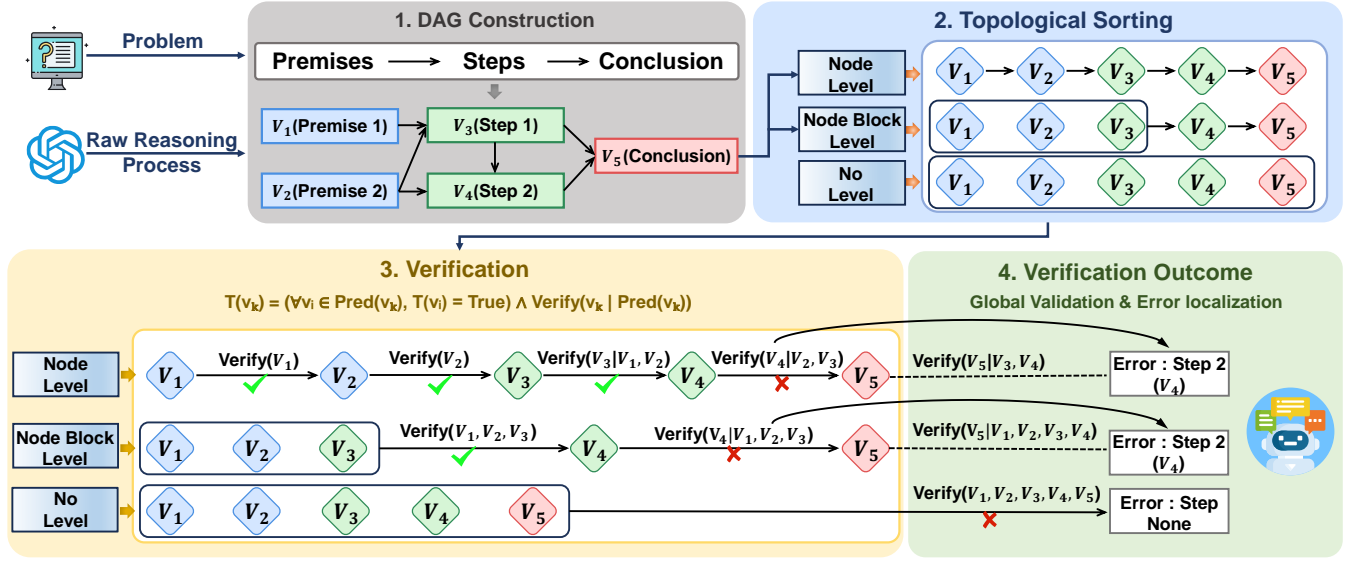 Problem
Raw Reasoning
Process
1. DAG Construction
Premises Steps Conclusion
V₁(Premise 1)
V₂(Premise 2)
V₃(Step 1)
V₄(Step 2)
V₅(Conclusion)
2. Topological Sorting
Node
Level
V₁ V₂ V₃ V₄ V₅
Node Block
Level
V₁ V₂ V₃ V₄ V₅
No
Level
V₁ V₂ V₃ V₄ V₅
3. Verification
T(vₖ) = (∀vᵢ ∈ Pred(vₖ), T(vᵢ) = True) ∧ Verify(vₖ | Pred(vₖ))
Node
Level
V₁ Verify(V₁) V₂ Verify(V₂) V₃ Verify(V₃|V₁, V₂) V₄ Verify(V₄|V₂, V₃) V₅
Node Block
Level
V₁ V₂ V₃ Verify(V₁, V₂, V₃) V₄ Verify(V₄|V₁, V₂, V₃) V₅
No
Level
V₁ V₂ V₃ V₄ V₅
4. Verification Outcome
Global Validation & Error localization
Verify(V₅|V₃, V₄)
Error : Step 2
(V₄)
Verify(V₅|V₁, V₂, V₃, V₄)
Error : Step 2
(V₄)
Verify(V₁, V₂, V₃, V₄, V₅)
Error : Step
None